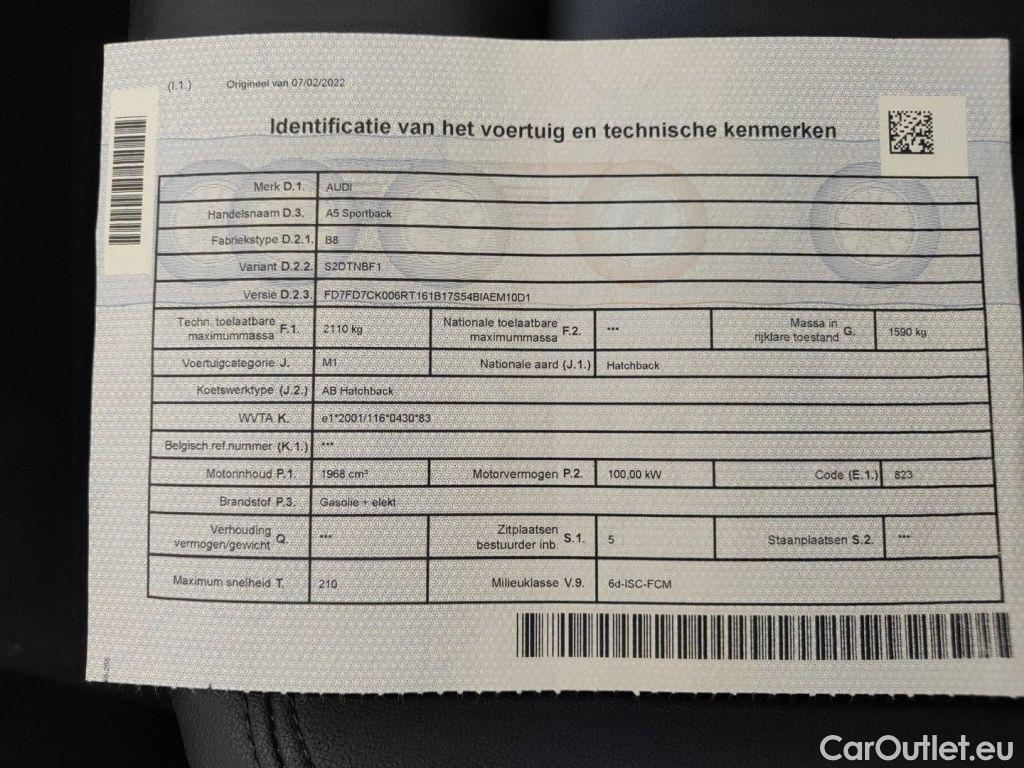 (I.1.) Origineel van 07/02/2022
Identificatie van het voertuig en technische kenmerken
Merk D.1. AUDI
Handelsnaam D.3. A5 Sportback
Fabriekstype D.2.1. B8
Variant D.2.2. S2DTNBF1
Versie D.2.3. FD7FD7CK006RT161B17S54BIAEM10D1
Techn. toelaatbare maximummassa F.1. 2110 kg Nationale toelaatbare maximummassa F.2. *** Massa in rijklare toestand G. 1590 kg
Voertuigcategorie J. M1 Nationale aard (J.1.) Hatchback
Koetswerktype (J.2.) AB Hatchback
WVTA K. e1*2001/116*0430*83
Belgisch ref.nummer (K.1.) ***
Motorinhoud P.1. 1968 cm³ Motorvermogen P.2. 100,00 kW Code (E.1.) 823
Brandstof P.3. Gasolie + elekt
Verhouding vermogen/gewicht Q. *** Zitplaatsen bestuurder inb. S.1. 5 Staanplaatsen S.2. ***
Maximum snelheid T. 210 Milieuklasse V.9. 6d-ISC-FCM
CarOutlet.eu